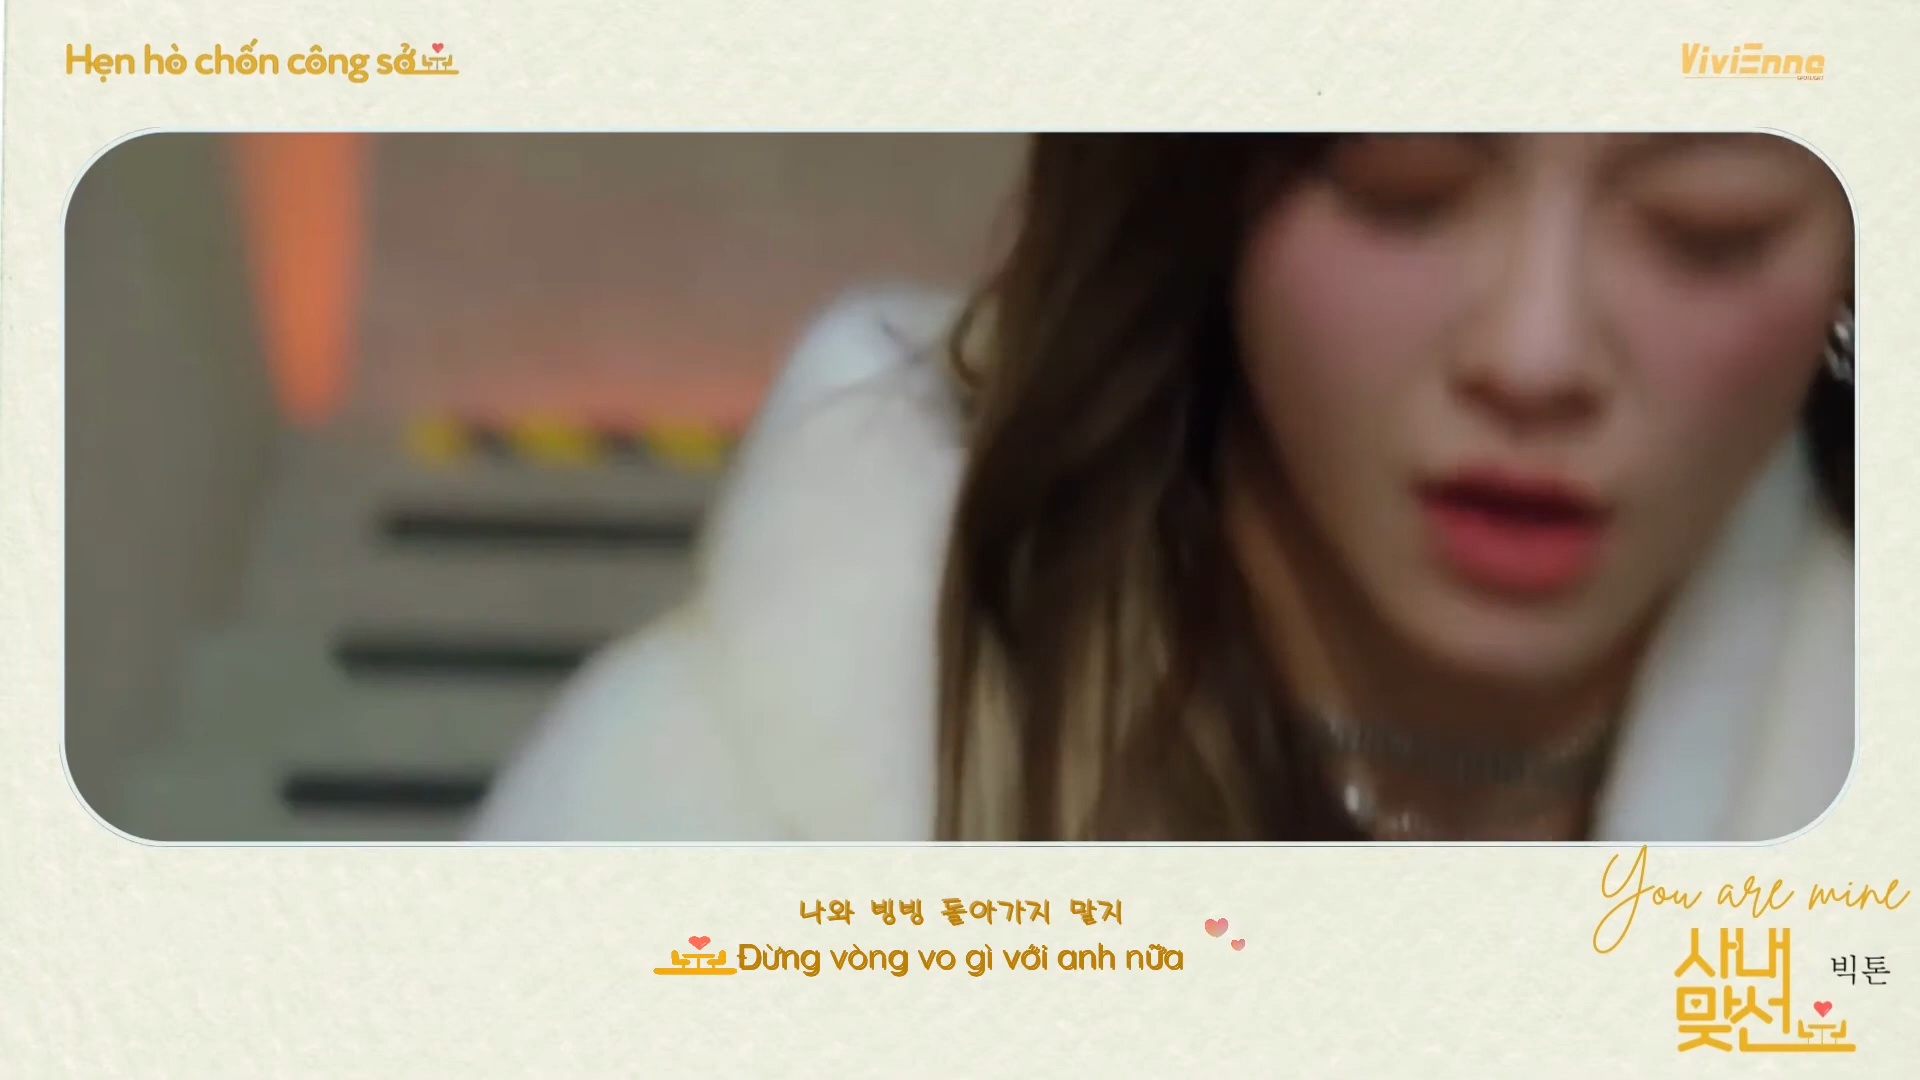 Hẹn hò chốn công sở
ViviEnne
나와 빙빙 돌아가지 말지
Đừng vòng vo gì với anh nữa
You are mine
사내
맞선
빅톤